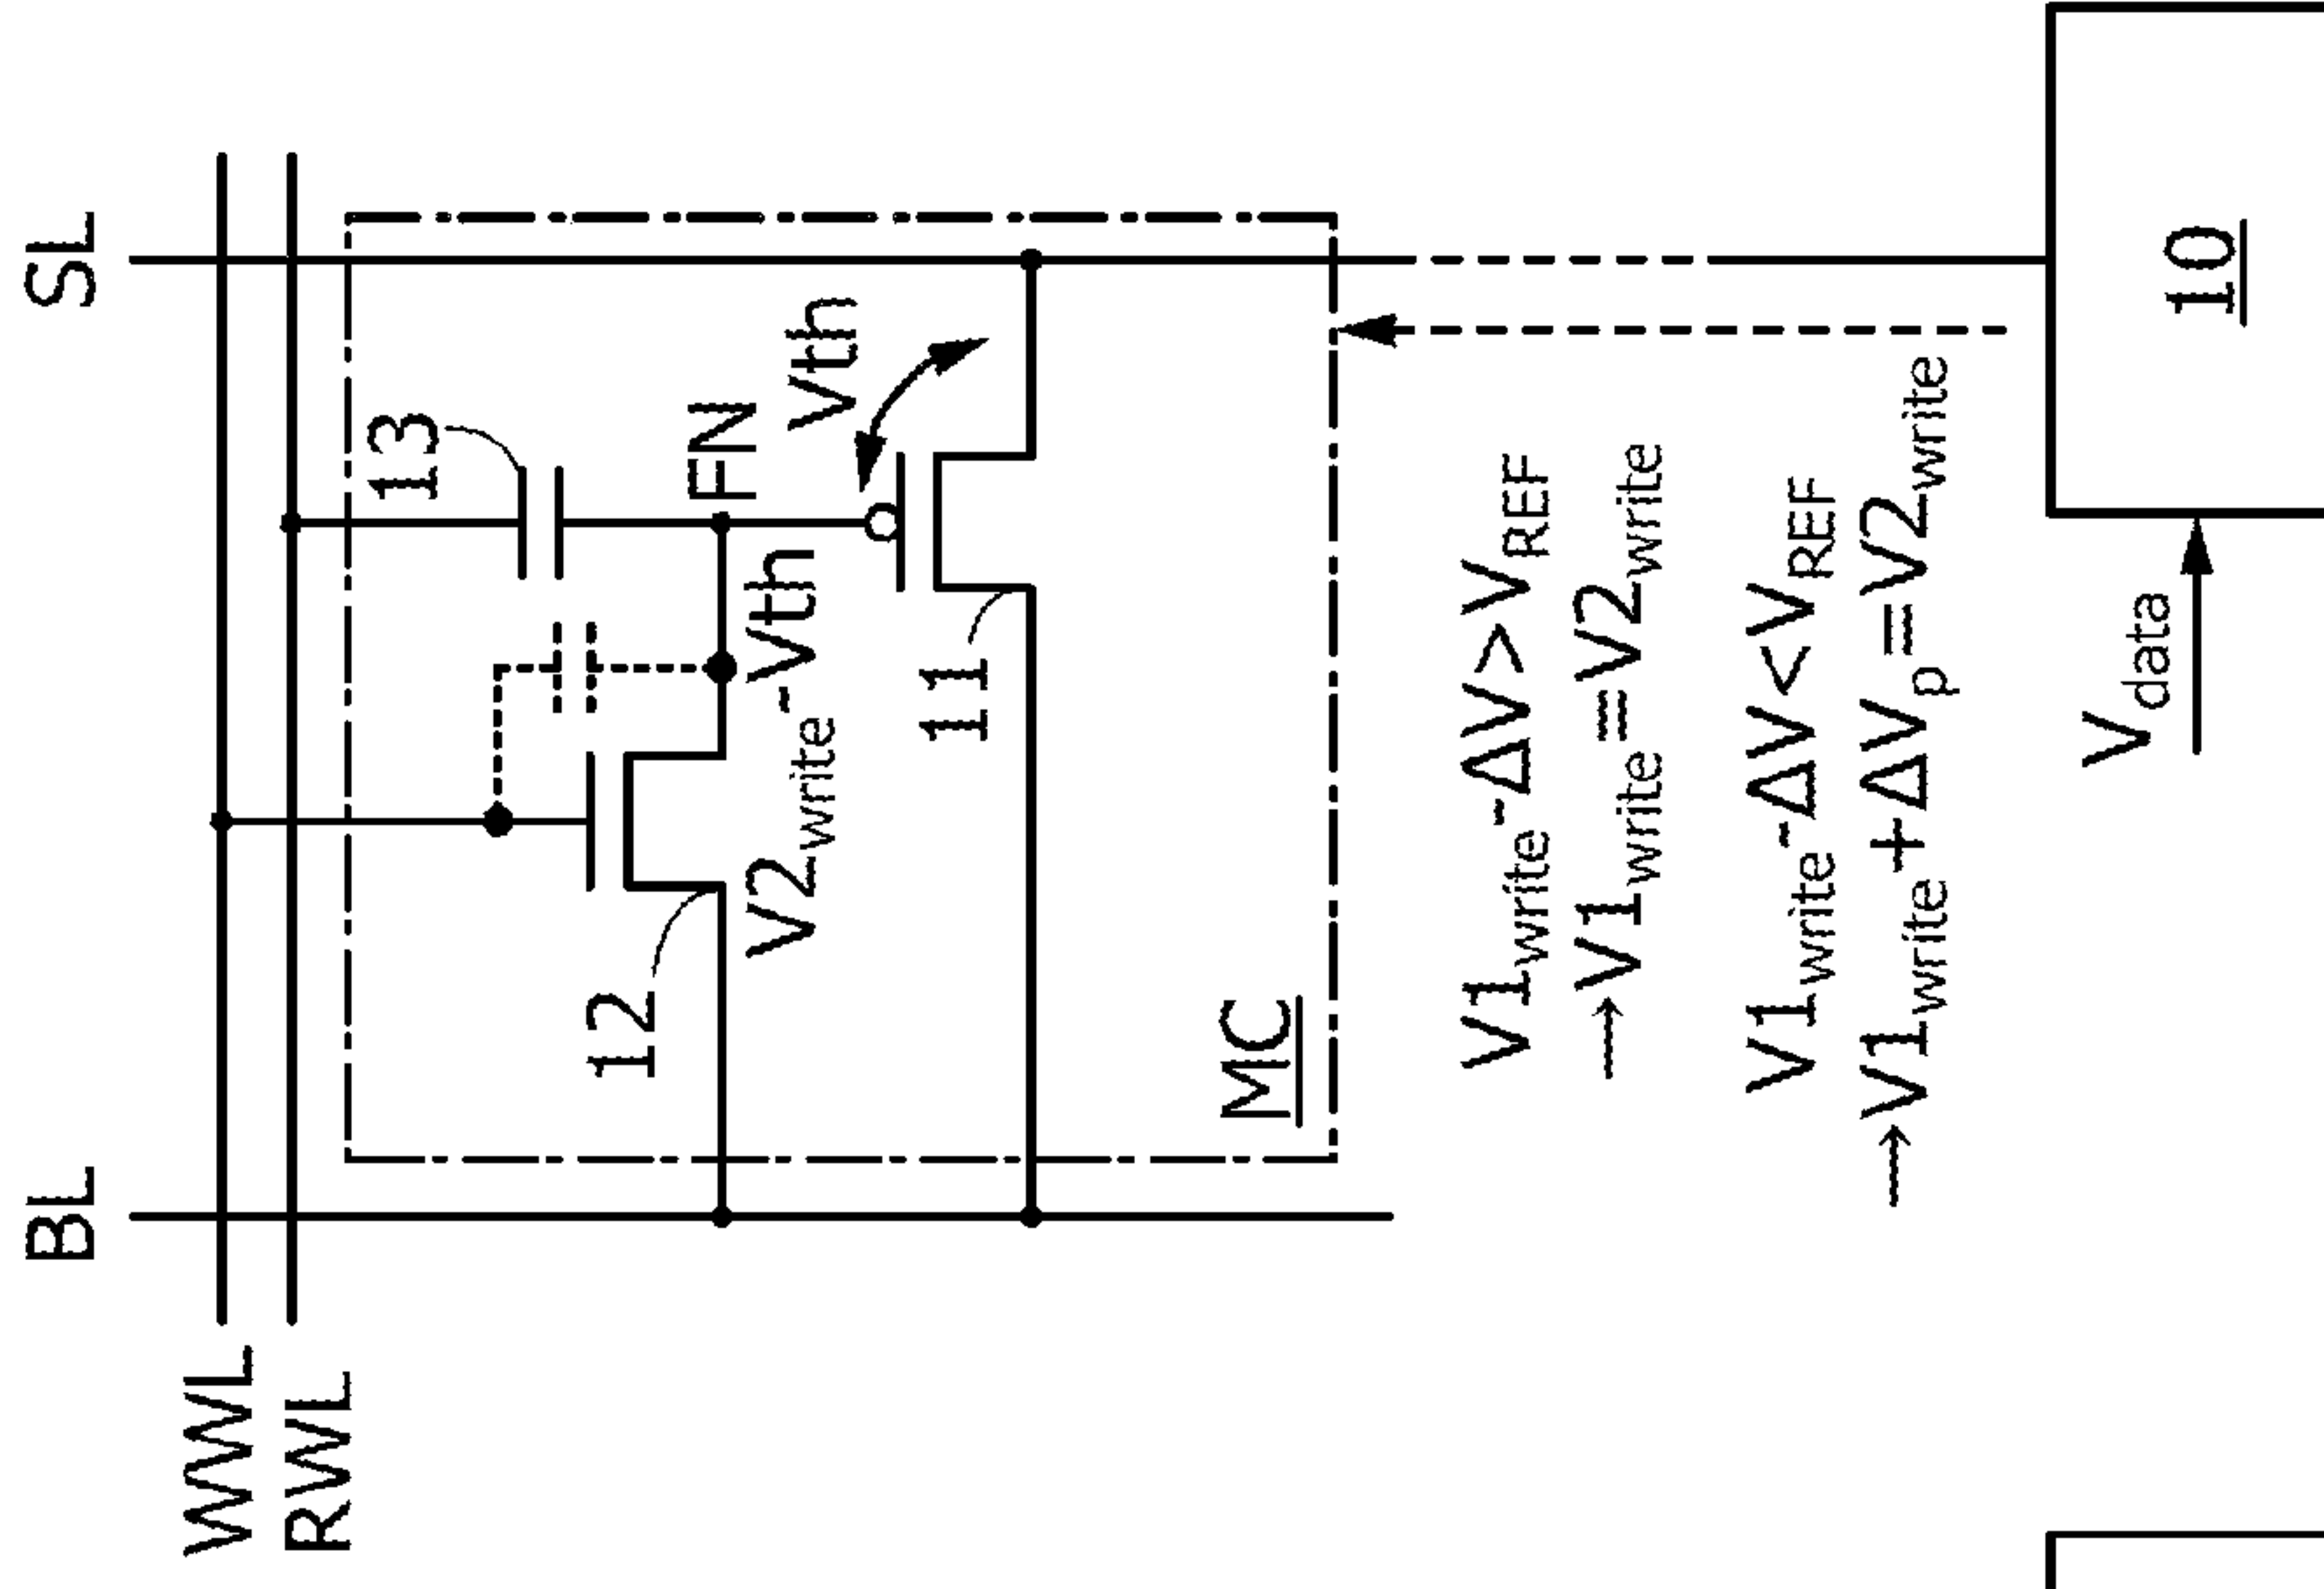 BL
SL
WWL
RWL
13
FN
12
V2write-Vth
Vth
11
MC
V1write-ΔV>VREF
→V1write=V2write
V1write-ΔV<VREF
→V1write+ΔVp=V2write
Vdata
10